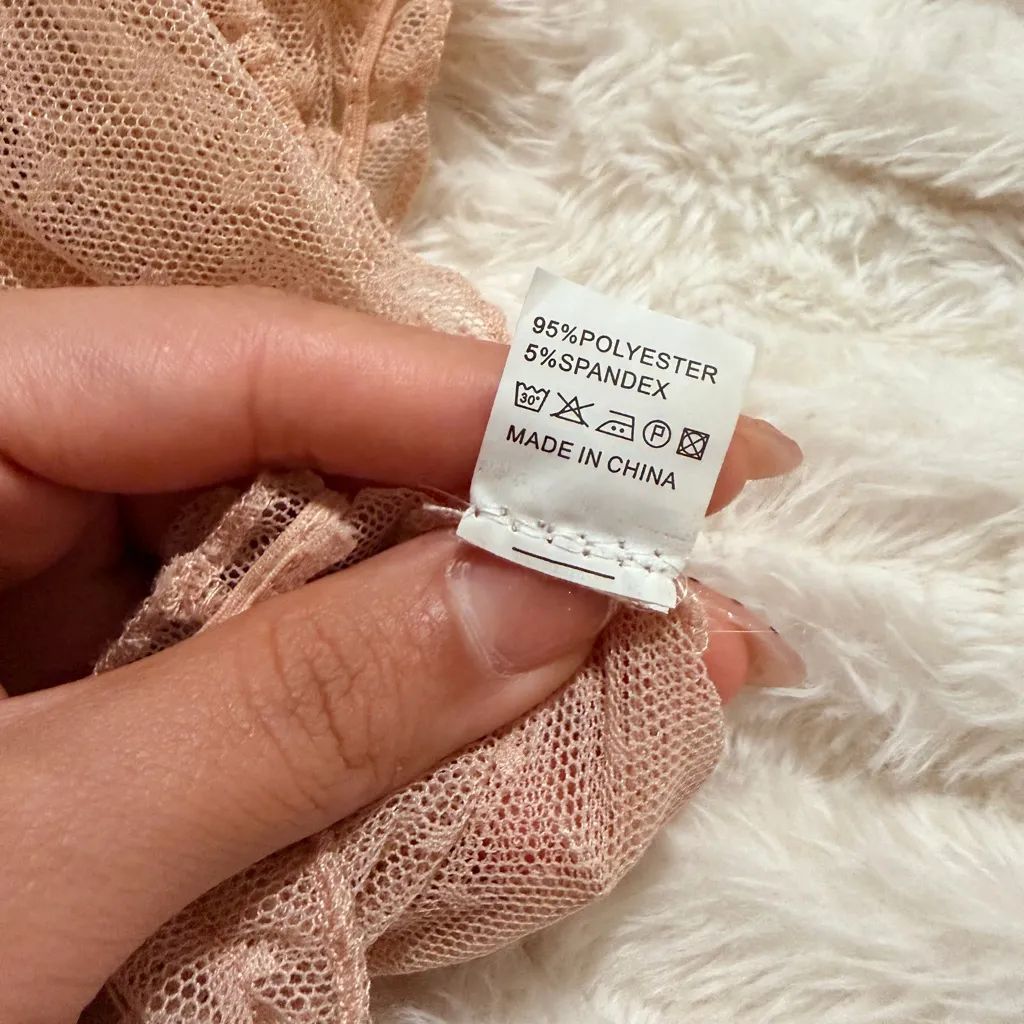 95%POLYESTER
5%SPANDEX
30° P
MADE IN CHINA